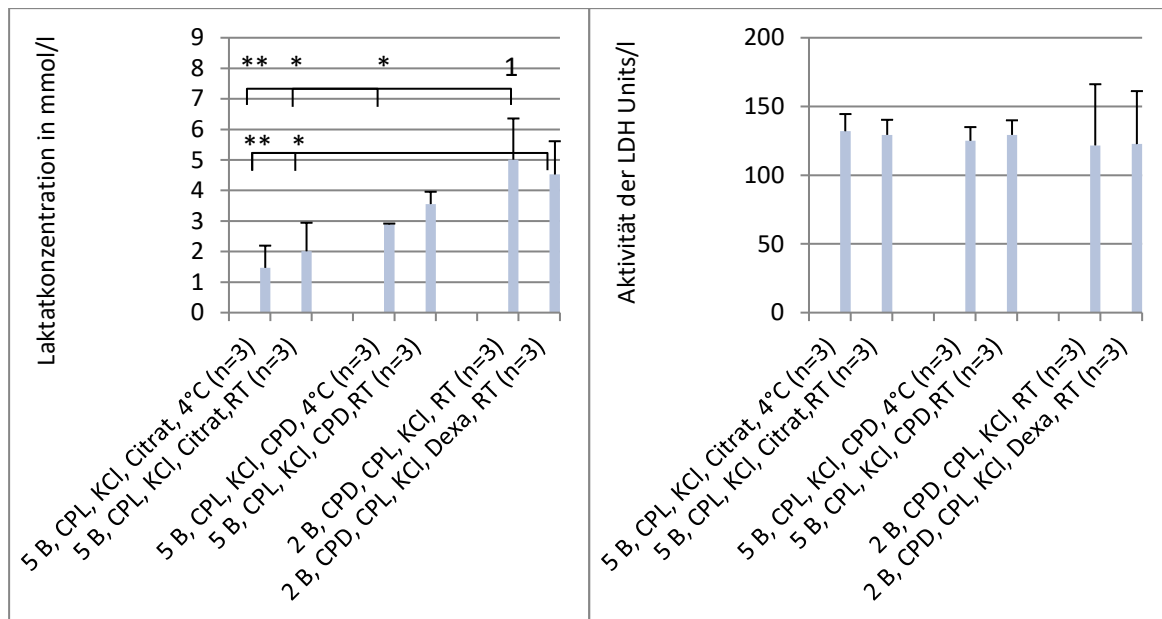 Laktatkonzentration in mmol/l
9
8
7
6
5
4
3
2
1
0
** * * 1
** *
5 B, CPL, KCl, Citrat, 4°C (n=3)
5 B, CPL, KCl, Citrat,RT (n=3)
5 B, CPL, KCl, CPD, 4°C (n=3)
5 B, CPL, KCl, CPD,RT (n=3)
2 B, CPD, CPL, KCl, RT (n=3)
2 B, CPD, CPL, KCl, Dexa, RT (n=3)
Aktivität der LDH Units/l
200
150
100
50
0
5 B, CPL, KCl, Citrat, 4°C (n=3)
5 B, CPL, KCl, Citrat,RT (n=3)
5 B, CPL, KCl, CPD, 4°C (n=3)
5 B, CPL, KCl, CPD,RT (n=3)
2 B, CPD, CPL, KCl, RT (n=3)
2 B, CPD, CPL, KCl, Dexa, RT (n=3)